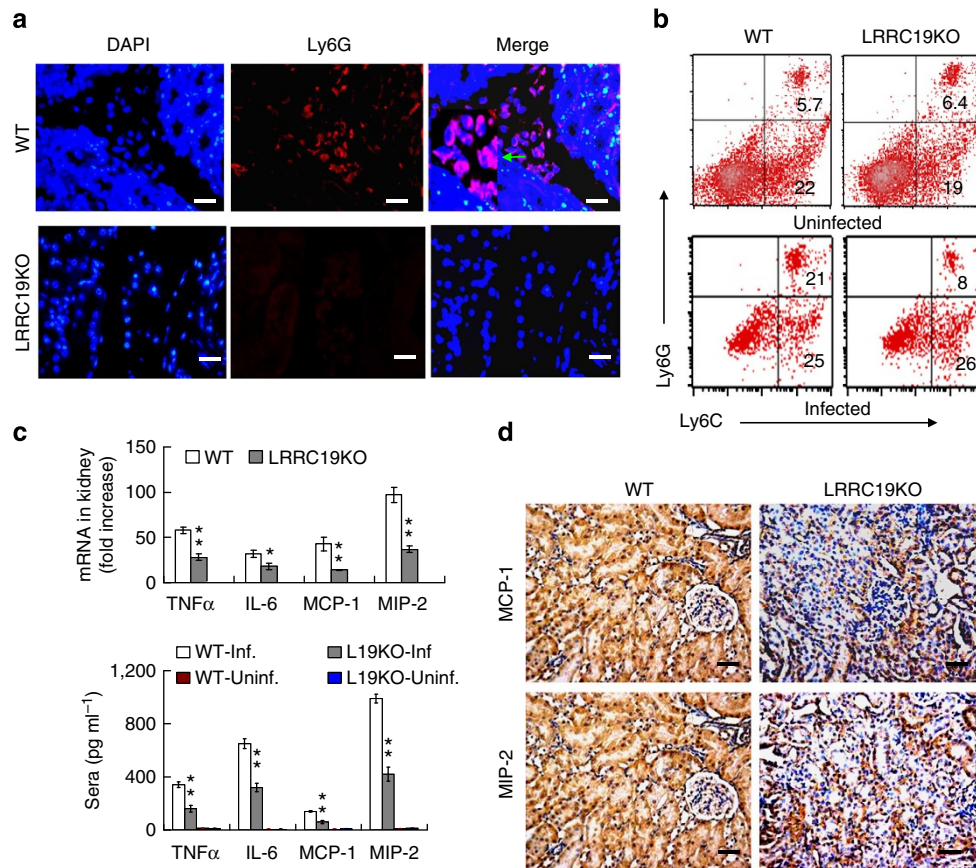 a
DAPI
Ly6G
Merge
WT
LRRC19KO
b
WT
LRRC19KO
5.7
6.4
22
19
Uninfected
21
8
25
26
Ly6G
Infected
Ly6C
c
150
100
50
0
mRNA in kidney
(fold increase)
WT
LRRC19KO
**
*
**
**
TNFα
IL-6
MCP-1
MIP-2
WT-Inf.
L19KO-Inf
WT-Uninf.
L19KO-Uninf.
1,200
800
400
0
Sera (pg ml⁻¹)
**
**
**
**
TNFα
IL-6
MCP-1
MIP-2
d
WT
LRRC19KO
MCP-1
MIP-2